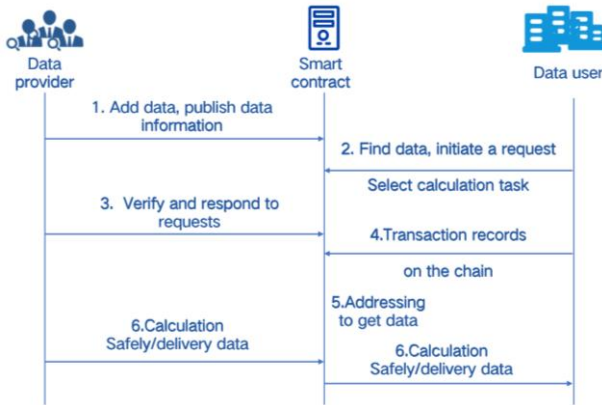 Data
provider
Smart
contract
Data user
1. Add data, publish data
information
2. Find data, initiate a request
Select calculation task
3. Verify and respond to
requests
4.Transaction records
on the chain
5.Addressing
to get data
6.Calculation
Safely/delivery data
6.Calculation
Safely/delivery data